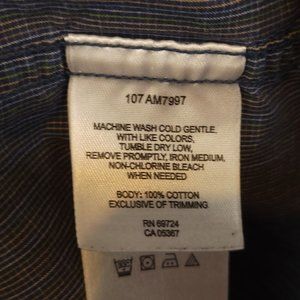 107 AM7997
MACHINE WASH COLD GENTLE,
WITH LIKE COLORS,
TUMBLE DRY LOW,
REMOVE PROMPTLY, IRON MEDIUM,
NON-CHLORINE BLEACH
WHEN NEEDED
BODY: 100% COTTON
EXCLUSIVE OF TRIMMING
RN 69724
CA 05367